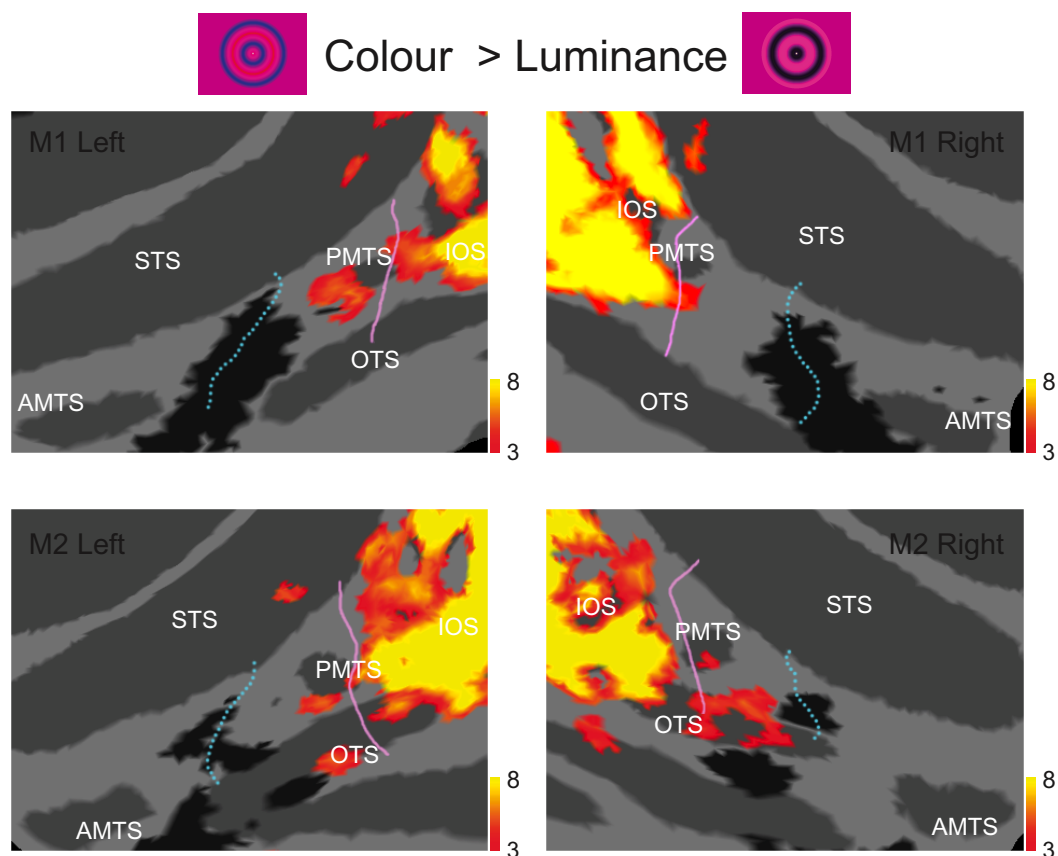 Colour > Luminance
M1 Left
STS
PMTS
IOS
OTS
AMTS
8
3
M1 Right
IOS
PMTS
STS
OTS
AMTS
8
3
M2 Left
STS
IOS
PMTS
OTS
AMTS
8
3
M2 Right
IOS
STS
PMTS
OTS
AMTS
8
3